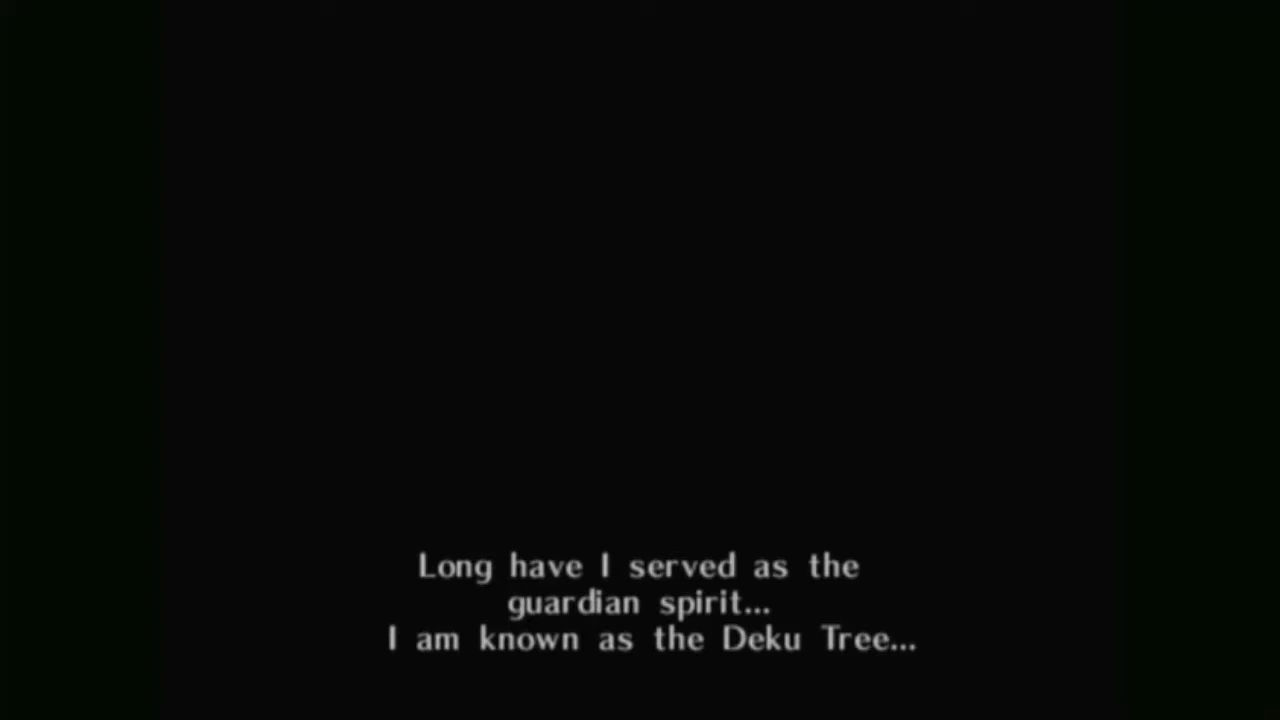 Long have I served as the
guardian spirit...
I am known as the Deku Tree...